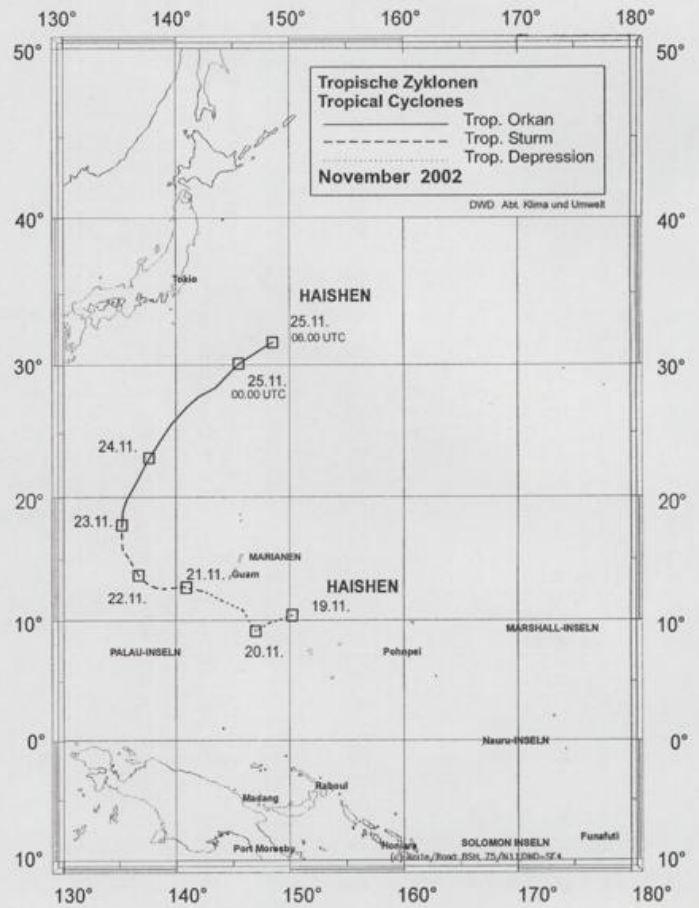 130° 140° 150° 160° 170° 180°
50° 50°
Tropische Zyklonen
Tropical Cyclones
Trop. Orkan
Trop. Sturm
Trop. Depression
November 2002
DWD Abt. Klima und Umwelt
40° 40°
Tokio
HAISHEN
25.11.
06.00 UTC
30° 30°
25.11.
00.00 UTC
24.11.
20° 20°
23.11.
MARIANEN
21.11. Guam
HAISHEN
22.11.
19.11.
10° 10°
MARSHALL-INSELN
20.11.
PALAU-INSELN Pohnpei
0° 0°
Nauru-INSELN
Raboul
Madang
Funafuti
Port Moresby Honiara SOLOMON INSELN
10° 10°
130° 140° 150° 160° 170° 180°